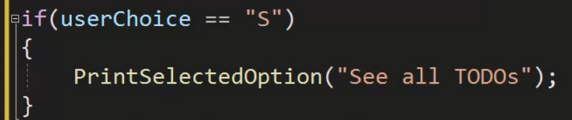 if(userChoice == "S")
{
    PrintSelectedOption("See all TODOs");
}